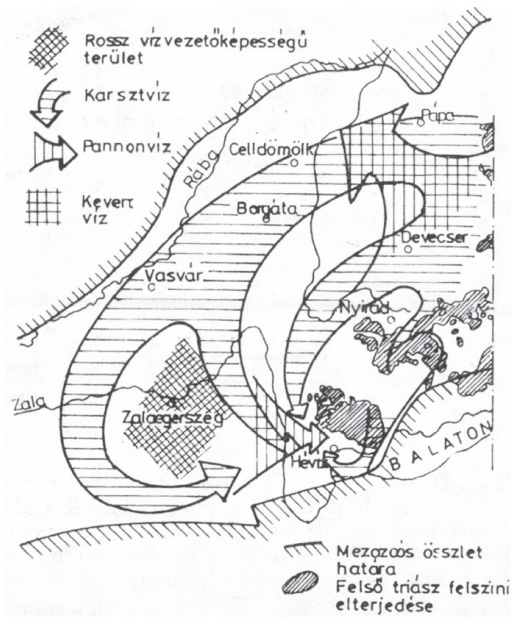 Rossz vízvezetőképességű
terület
Karsztvíz
Pannonvíz
Kevert
víz
Pápa
Celldömölk
Rába
Borgáta
Devecser
Vasvár
Nyirád
Zala
Zalaegerszeg
Hévíz
BALATON
Mezozoós összlet
határa
Felső triász felszíni
elterjedése